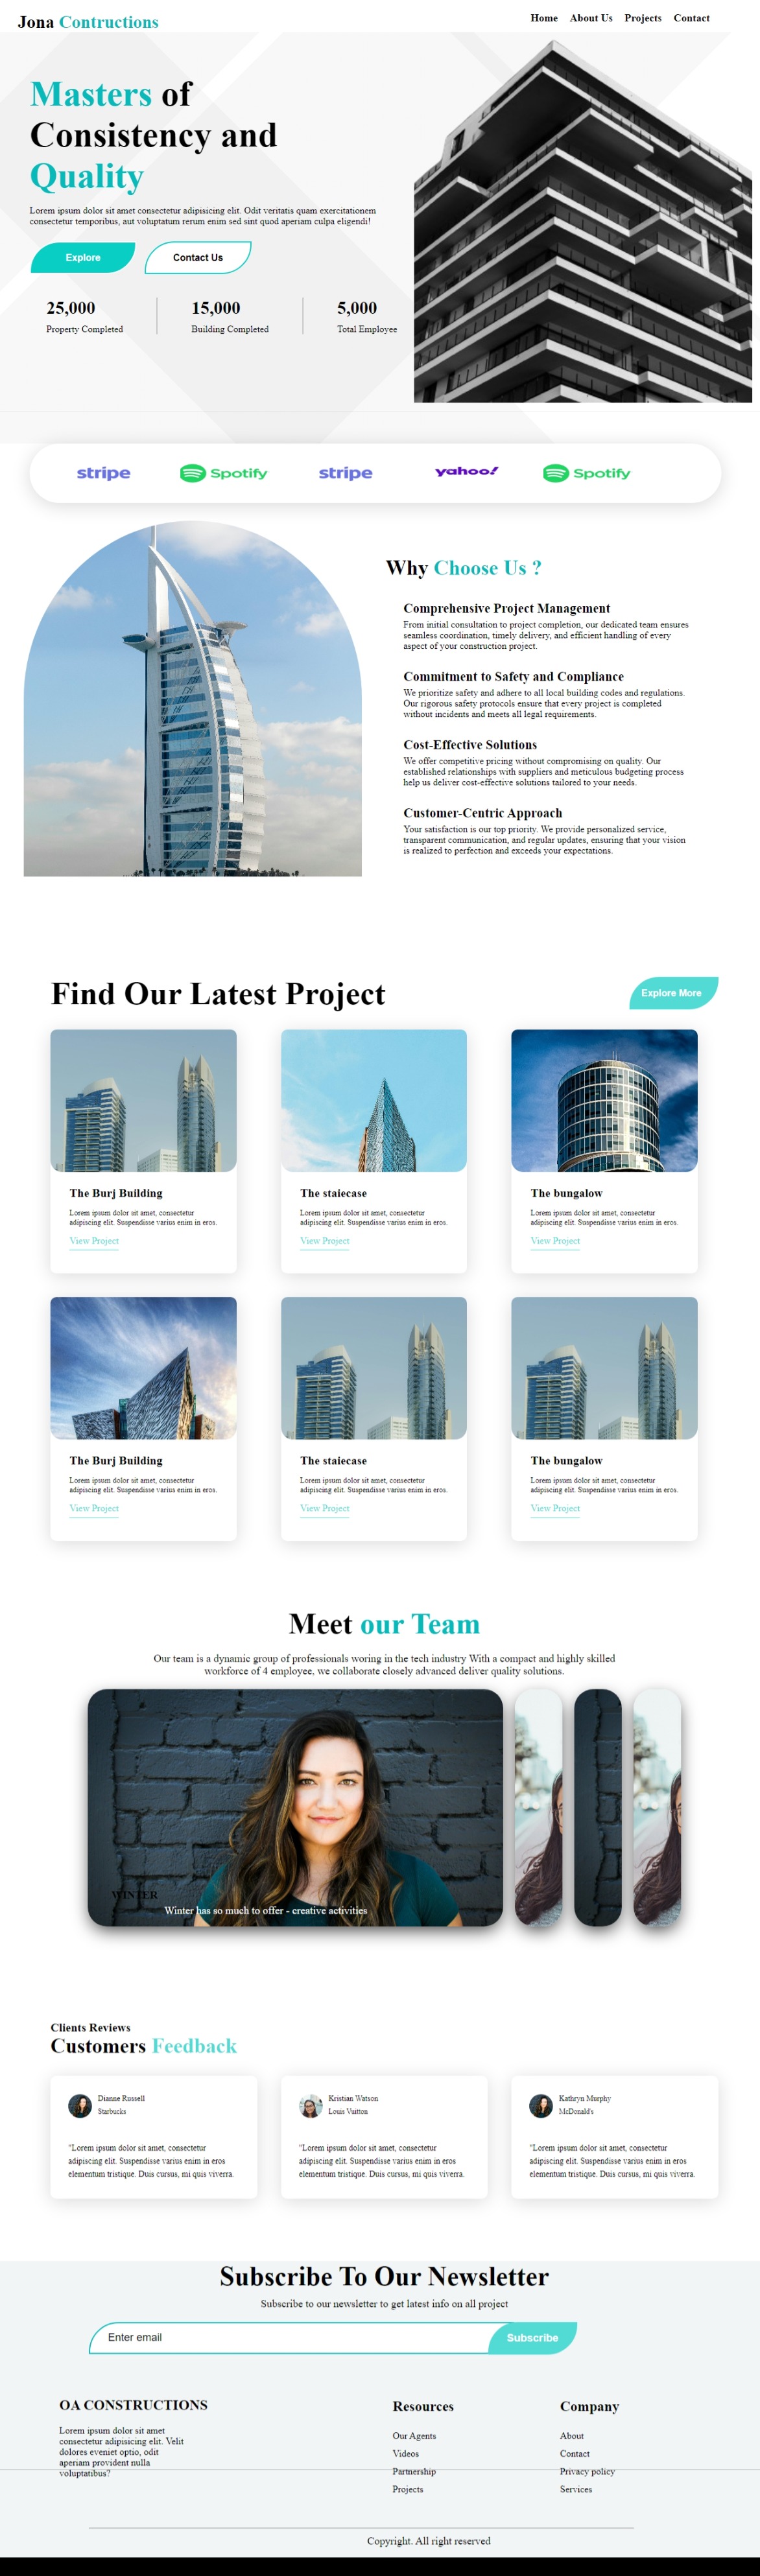 Jona Contructions
Home About Us Projects Contact
Masters of
Consistency and
Quality
Lorem ipsum dolor sit amet consectetur adipisicing elit. Odit veritatis quam exercitationem
consectetur temporibus, aut voluptatum rerum enim sed sint quod aperiam culpa eligendi!
Explore Contact Us
25,000 15,000 5,000
Property Completed Building Completed Total Employee
stripe Spotify stripe yahoo! Spotify
Why Choose Us ?
Comprehensive Project Management
From initial consultation to project completion, our dedicated team ensures
seamless coordination, timely delivery, and efficient handling of every
aspect of your construction project.
Commitment to Safety and Compliance
We prioritize safety and adhere to all local building codes and regulations.
Our rigorous safety protocols ensure that every project is completed
without incidents and meets all legal requirements.
Cost-Effective Solutions
We offer competitive pricing without compromising on quality. Our
established relationships with suppliers and meticulous budgeting process
help us deliver cost-effective solutions tailored to your needs.
Customer-Centric Approach
Your satisfaction is our top priority. We provide personalized service,
transparent communication, and regular updates, ensuring that your vision
is realized to perfection and exceeds your expectations.
Find Our Latest Project
Explore More
The Burj Building
Lorem ipsum dolor sit amet, consectetur
adipiscing elit. Suspendisse varius enim in eros.
View Project
The staiecase
Lorem ipsum dolor sit amet, consectetur
adipiscing elit. Suspendisse varius enim in eros.
View Project
The bungalow
Lorem ipsum dolor sit amet, consectetur
adipiscing elit. Suspendisse varius enim in eros.
View Project
The Burj Building
Lorem ipsum dolor sit amet, consectetur
adipiscing elit. Suspendisse varius enim in eros.
View Project
The staiecase
Lorem ipsum dolor sit amet, consectetur
adipiscing elit. Suspendisse varius enim in eros.
View Project
The bungalow
Lorem ipsum dolor sit amet, consectetur
adipiscing elit. Suspendisse varius enim in eros.
View Project
Meet our Team
Our team is a dynamic group of professionals woring in the tech industry With a compact and highly skilled
workforce of 4 employee, we collaborate closely advanced deliver quality solutions.
WINTER
Winter has so much to offer - creative activities
Clients Reviews
Customers Feedback
Dianne Russell
Starbucks
"Lorem ipsum dolor sit amet, consectetur
adipiscing elit. Suspendisse varius enim in eros
elementum tristique. Duis cursus, mi quis viverra.
Kristian Watson
Louis Vuitton
"Lorem ipsum dolor sit amet, consectetur
adipiscing elit. Suspendisse varius enim in eros
elementum tristique. Duis cursus, mi quis viverra.
Kathryn Murphy
McDonald's
"Lorem ipsum dolor sit amet, consectetur
adipiscing elit. Suspendisse varius enim in eros
elementum tristique. Duis cursus, mi quis viverra.
Subscribe To Our Newsletter
Subscribe to our newsletter to get latest info on all project
Enter email Subscribe
OA CONSTRUCTIONS
Lorem ipsum dolor sit amet
consectetur adipisicing elit. Velit
dolores eveniet optio, odit
aperiam provident nulla
voluptatibus?
Resources
Our Agents
Videos
Partnership
Projects
Company
About
Contact
Privacy policy
Services
Copyright. All right reserved